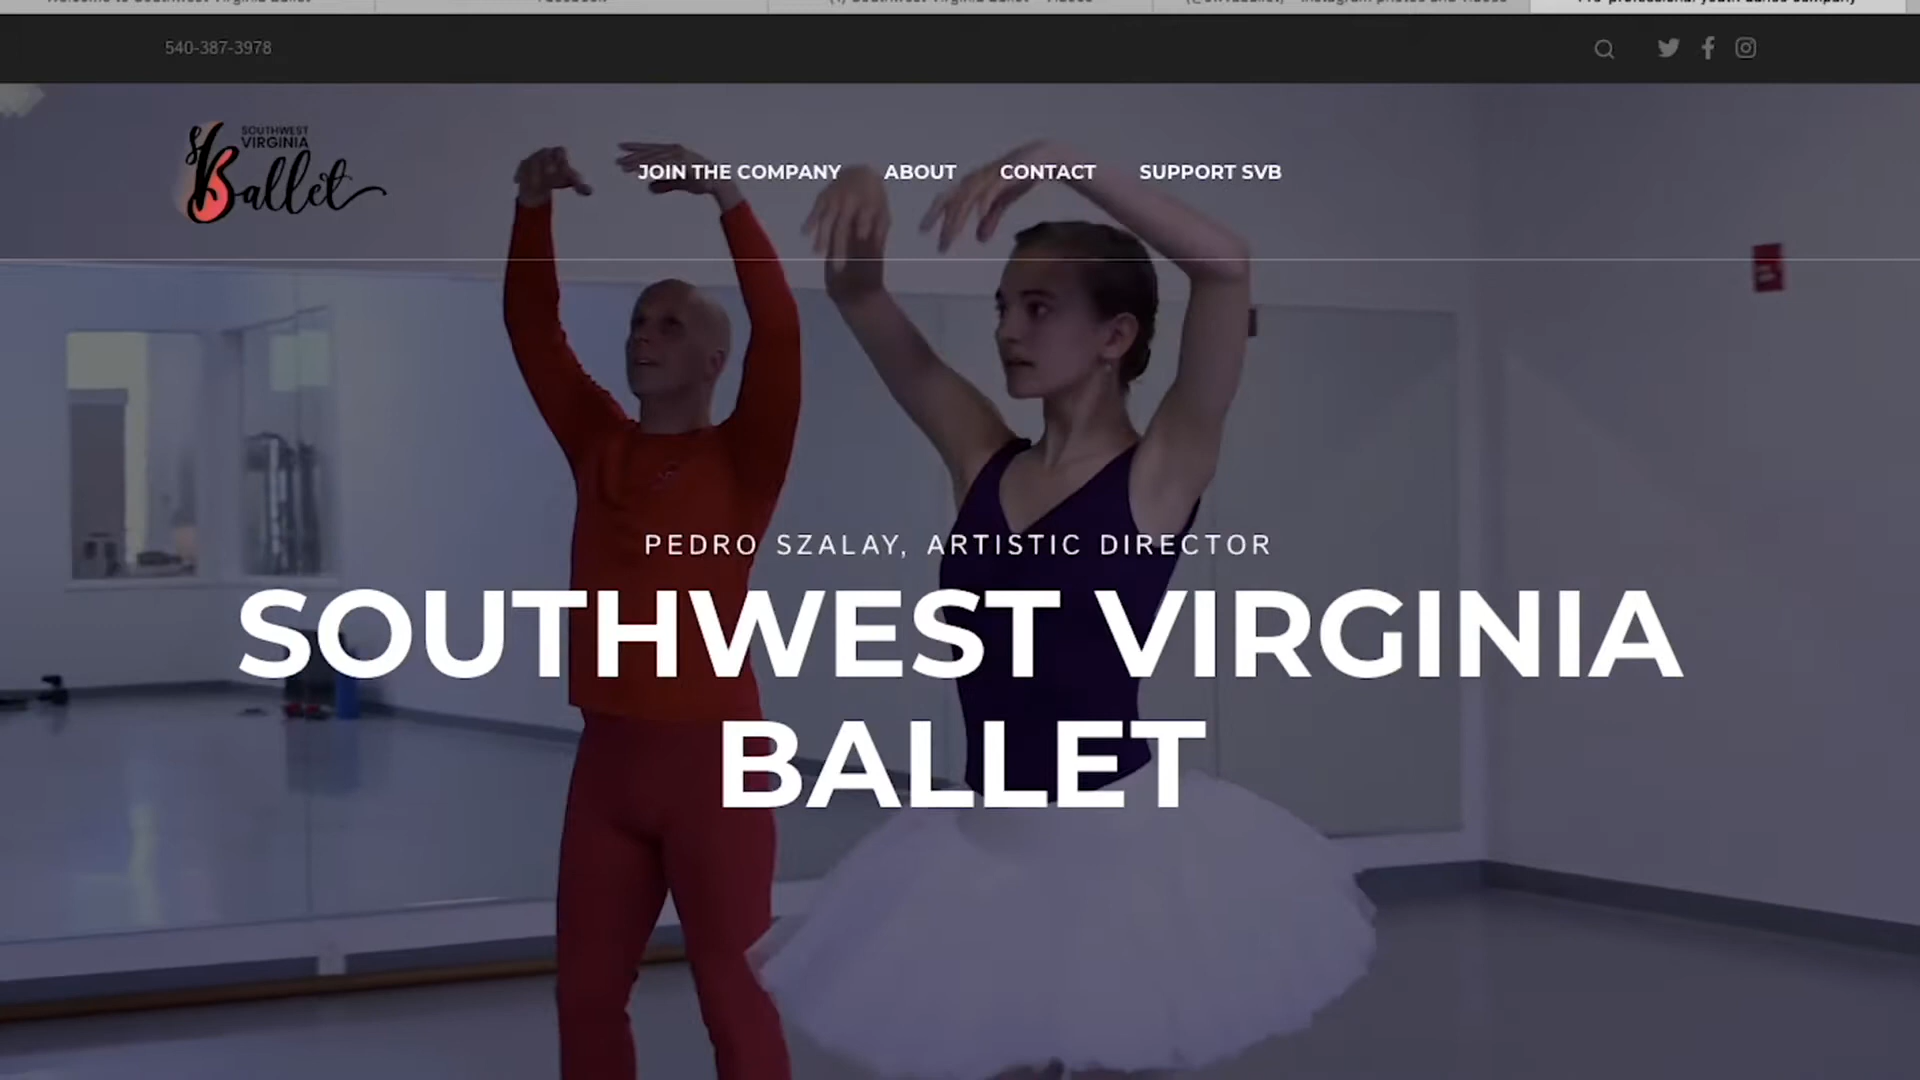 540-387-3978
SOUTHWEST
VIRGINIA
Ballet
JOIN THE COMPANY ABOUT CONTACT SUPPORT SVB
PEDRO SZALAY, ARTISTIC DIRECTOR
SOUTHWEST VIRGINIA
BALLET